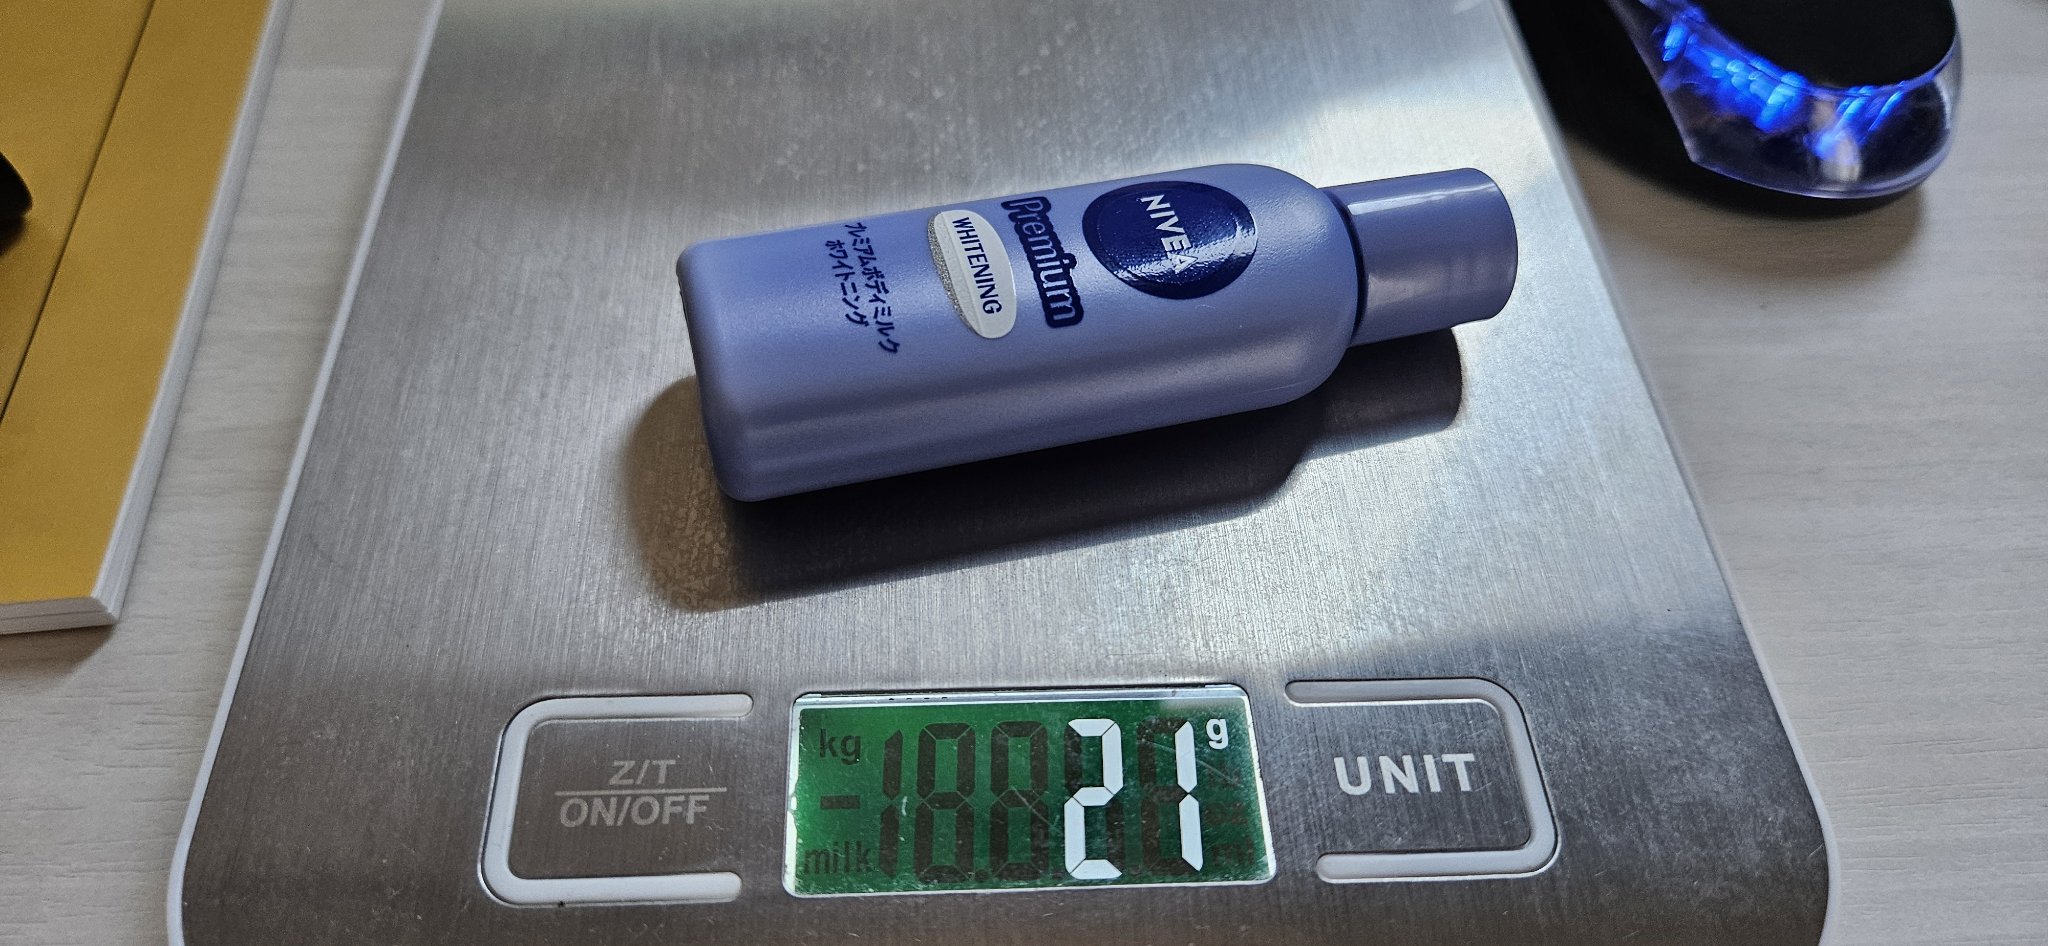 NIVEA
Premium
WHITENING
プレミアムボディミルク
ホワイトニング
Z/T
ON/OFF
kg
21 g
milk
UNIT